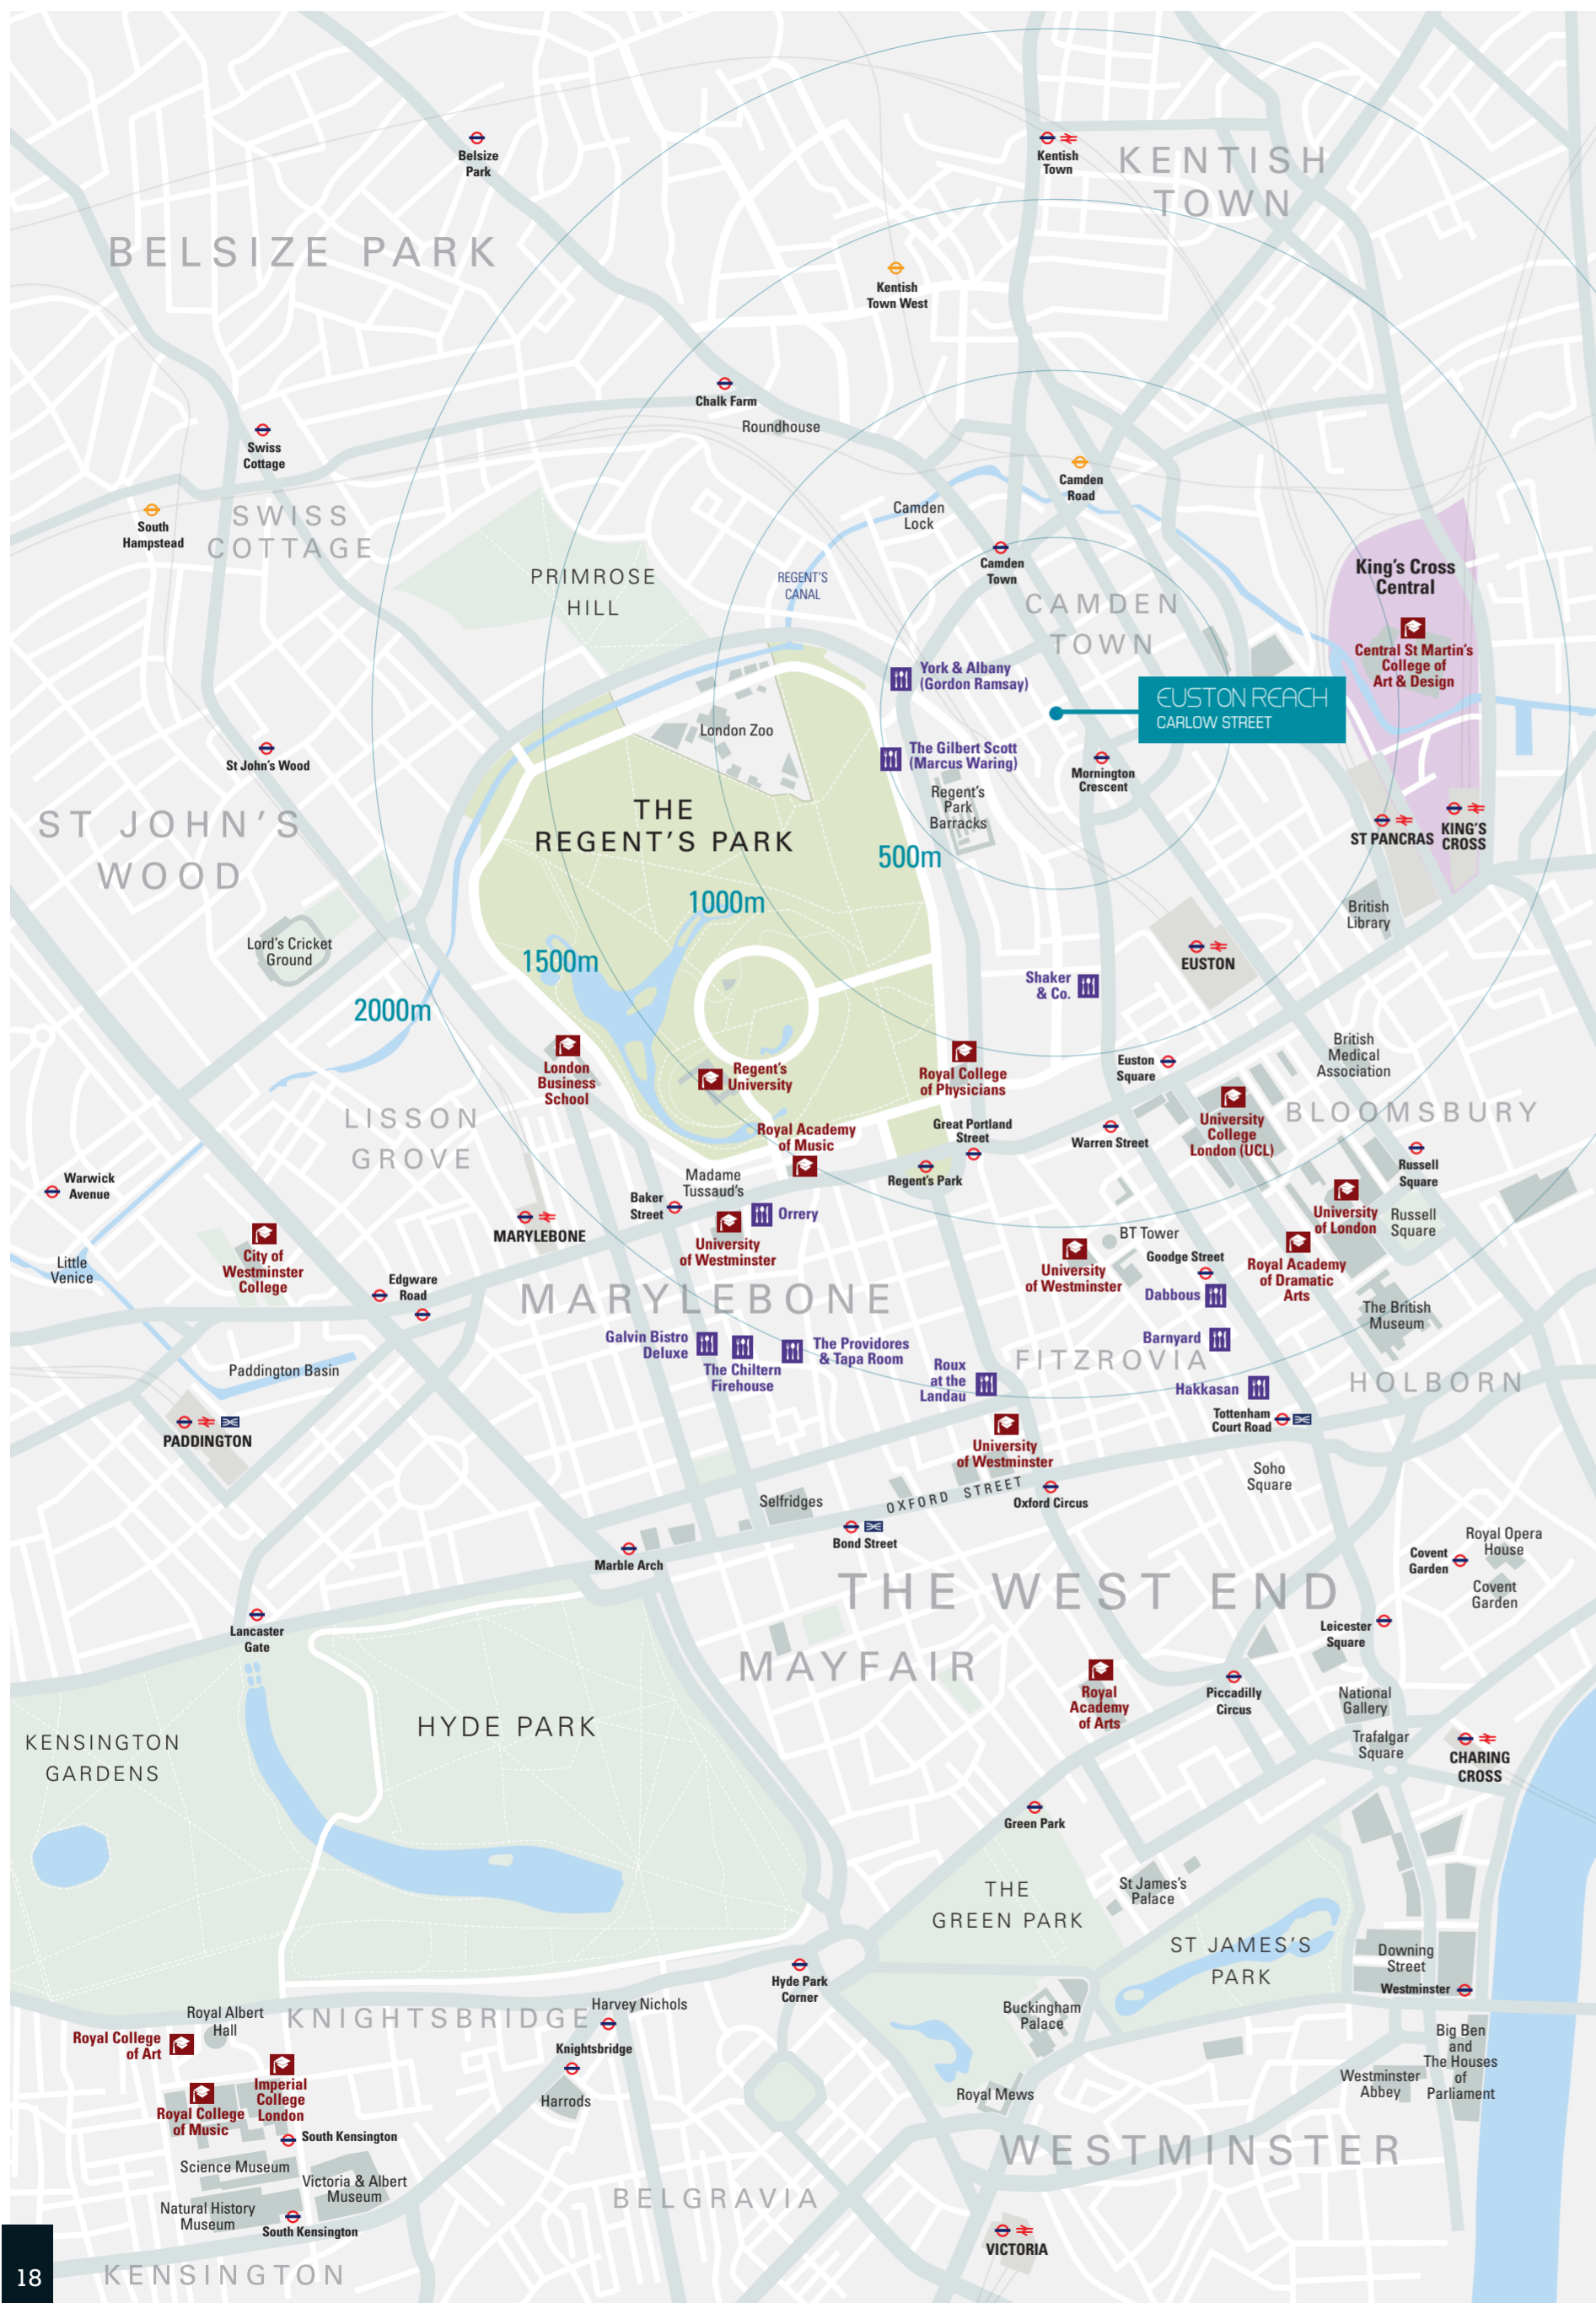 Belsize
Park
Kentish
Town
KENTISH
TOWN
BELSIZE PARK
Kentish
Town West
Chalk Farm
Roundhouse
Swiss
Cottage
Camden
Road
South
Hampstead
SWISS
COTTAGE
Camden
Lock
Camden
Town
PRIMROSE
HILL
REGENT'S
CANAL
CAMDEN
TOWN
King's Cross
Central
Central St Martin's
College of
Art & Design
York & Albany
(Gordon Ramsay)
EUSTON REACH
CARLOW STREET
London Zoo
The Gilbert Scott
(Marcus Waring)
St John's Wood
Mornington
Crescent
Regent's
Park
Barracks
THE
REGENT'S PARK
ST JOHN'S
WOOD
ST PANCRAS
KING'S
CROSS
500m
1000m
1500m
2000m
British
Library
Lord's Cricket
Ground
EUSTON
Shaker
& Co.
London
Business
School
Regent's
University
Royal College
of Physicians
Euston
Square
British
Medical
Association
LISSON
GROVE
BLOOMSBURY
University
College
London (UCL)
Great Portland
Street
Warren Street
Royal Academy
of Music
Regent's Park
Russell
Square
Warwick
Avenue
Madame
Tussaud's
Baker
Street
Orrery
MARYLEBONE
University
of Westminster
University
of London
Russell
Square
BT Tower
Goodge Street
Royal Academy
of Dramatic
Arts
City of
Westminster
College
Little
Venice
Edgware
Road
University
of Westminster
Dabbous
MARYLEBONE
The British
Museum
Galvin Bistro
Deluxe
The Chiltern
Firehouse
The Providores
& Tapa Room
Barnyard
FITZROVIA
Roux
at the
Landau
Hakkasan
HOLBORN
Paddington Basin
PADDINGTON
Tottenham
Court Road
University
of Westminster
Soho
Square
Selfridges
OXFORD STREET
Oxford Circus
Bond Street
Marble Arch
Royal Opera
House
Covent
Garden
Covent
Garden
THE WEST END
Leicester
Square
Lancaster
Gate
MAYFAIR
Royal
Academy
of Arts
Piccadilly
Circus
National
Gallery
Trafalgar
Square
CHARING
CROSS
HYDE PARK
KENSINGTON
GARDENS
Green Park
St James's
Palace
THE
GREEN PARK
ST JAMES'S
PARK
Downing
Street
Westminster
Hyde Park
Corner
Buckingham
Palace
Royal Albert
Hall
KNIGHTSBRIDGE
Harvey Nichols
Knightsbridge
Harrods
Royal College
of Art
Imperial
College
London
Royal College
of Music
Big Ben
and
The Houses
of
Parliament
Westminster
Abbey
Royal Mews
South Kensington
WESTMINSTER
Science Museum
Victoria & Albert
Museum
Natural History
Museum
South Kensington
BELGRAVIA
VICTORIA
KENSINGTON
18